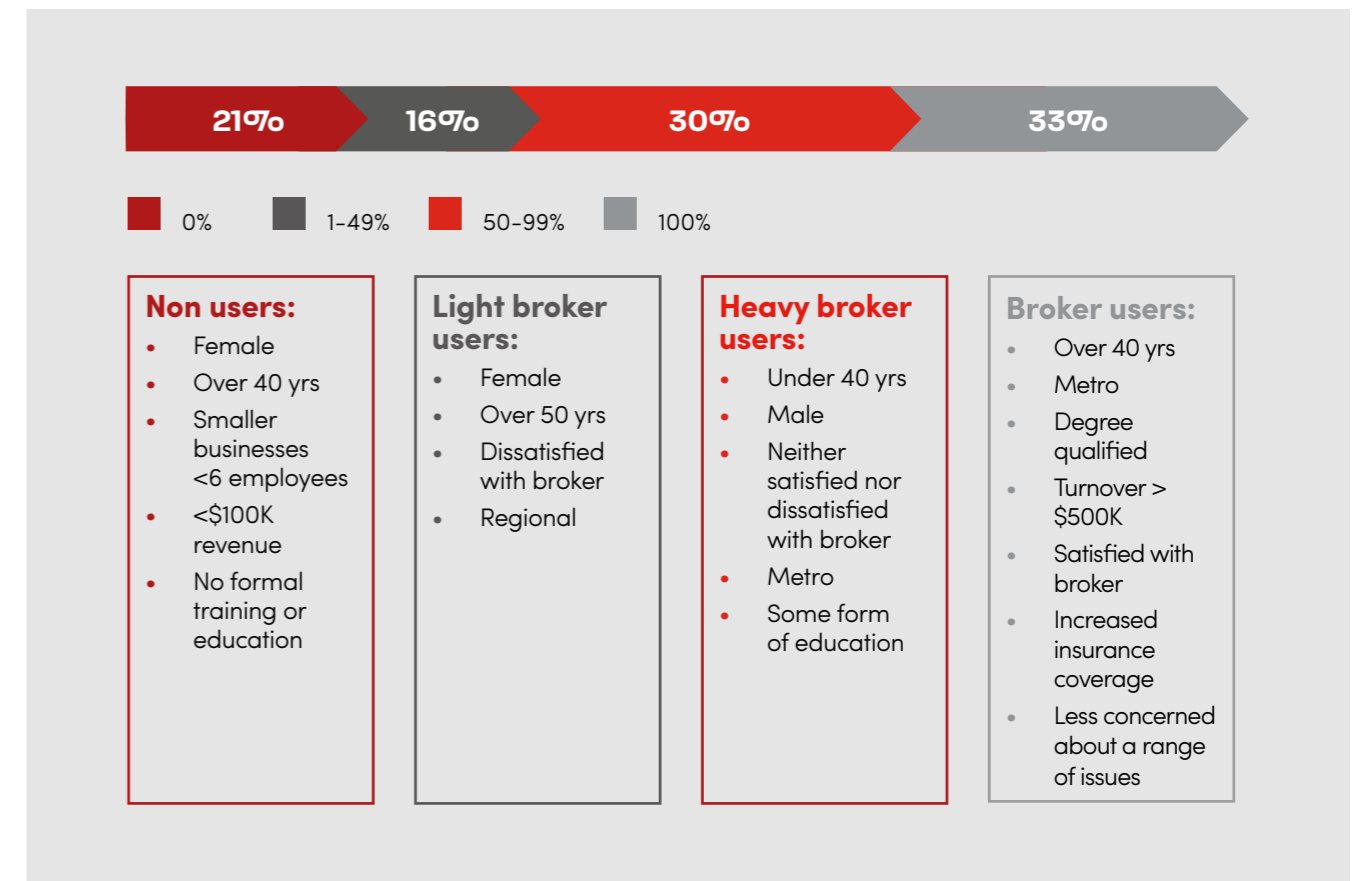 21%
16%
30%
33%
0%
1-49%
50-99%
100%
Non users:
• Female
• Over 40 yrs
• Smaller
businesses
<6 employees
• <$100K
revenue
• No formal
training or
education
Light broker
users:
• Female
• Over 50 yrs
• Dissatisfied
with broker
• Regional
Heavy broker
users:
• Under 40 yrs
• Male
• Neither
satisfied nor
dissatisfied
with broker
• Metro
• Some form
of education
Broker users:
• Over 40 yrs
• Metro
• Degree
qualified
• Turnover >
$500K
• Satisfied with
broker
• Increased
insurance
coverage
• Less concerned
about a range
of issues